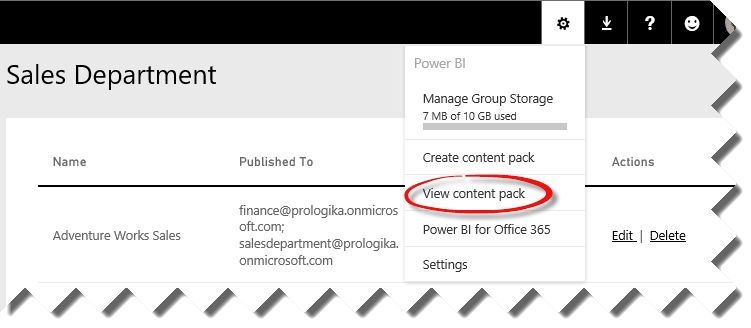 Sales Department
Power BI
Manage Group Storage
7 MB of 10 GB used
Create content pack
View content pack
Power BI for Office 365
Settings
Name
Published To
Actions
Adventure Works Sales
finance@prologika.onmicros
oft.com;
salesdepartment@prologika.
onmicrosoft.com
Edit | Delete
?